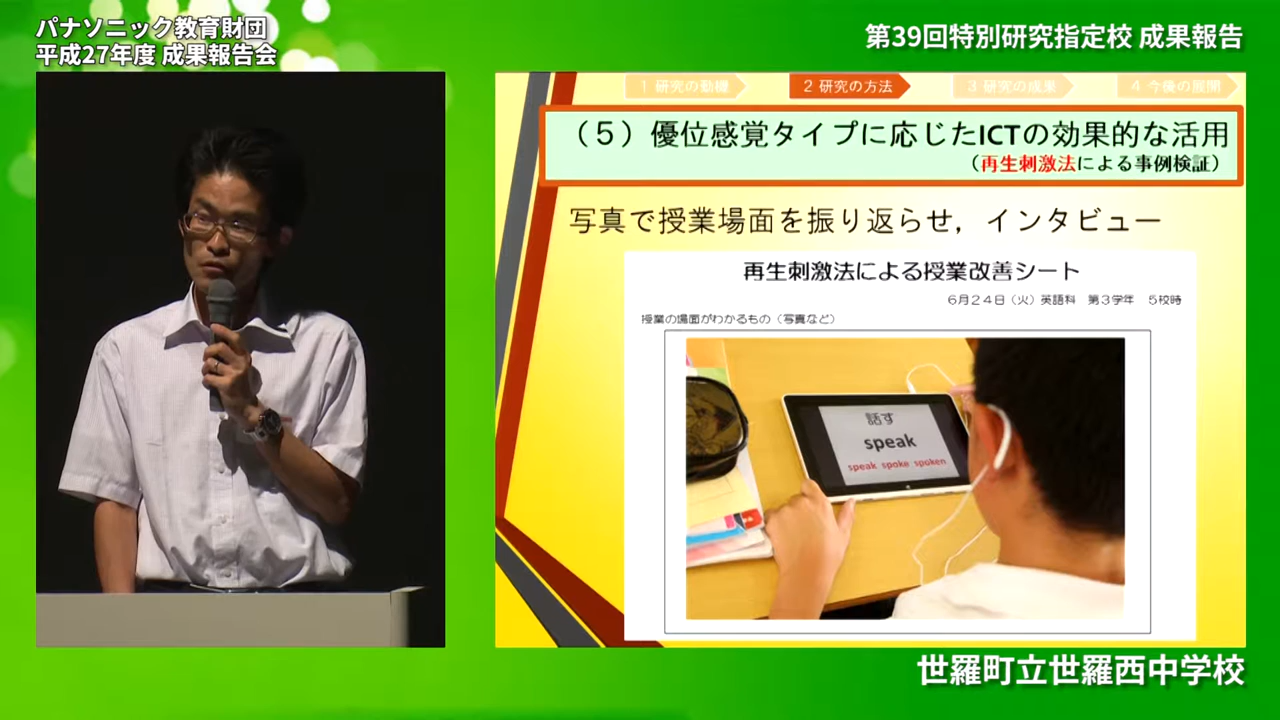 パナソニック教育財団
平成27年度 成果報告会
第39回特別研究指定校 成果報告
1 研究の動機
2 研究の方法
3 研究の成果
4 今後の展開
（５）優位感覚タイプに応じたICTの効果的な活用
（再生刺激法による事例検証）
写真で授業場面を振り返らせ，インタビュー
再生刺激法による授業改善シート
６月２４日（火）英語科　第３学年　５校時
授業の場面がわかるもの（写真など）
話す
speak
speak spoke spoken
世羅町立世羅西中学校